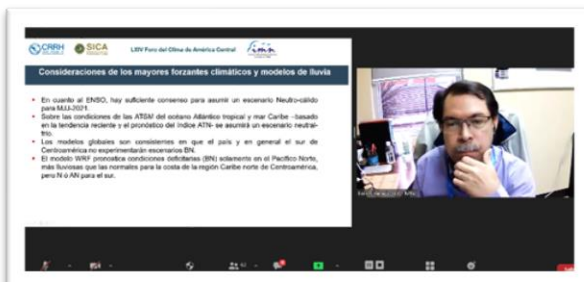 CRRH
SICA
LXIV Foro del Clima de América Central
imn
Consideraciones de los mayores forzantes climáticos y modelos de lluvia
En cuanto al ENSO, hay suficiente consenso para asumir un escenario Neutro-cálido
para MJJ-2021.
Sobre las condiciones de las del océano Atlántico tropical y mar Caribe –basado
en la tendencia reciente y el pronóstico del índice ATN- se asumirá un escenario neutral-
frío.
Los modelos globales son consistentes en que el país y en general el sur de
Centroamérica no experimentarán escenarios BN.
El modelo WRF pronostica condiciones deficitarias (BN) solamente en el Pacífico Norte,
más lluviosas que las normales para la costa de la región Caribe norte de Centroamérica,
pero N ó AN para el sur.